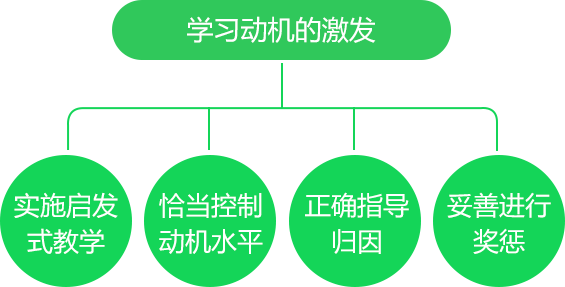 学习动机的激发
实施启发
式教学
恰当控制
动机水平
正确指导
归因
妥善进行
奖惩